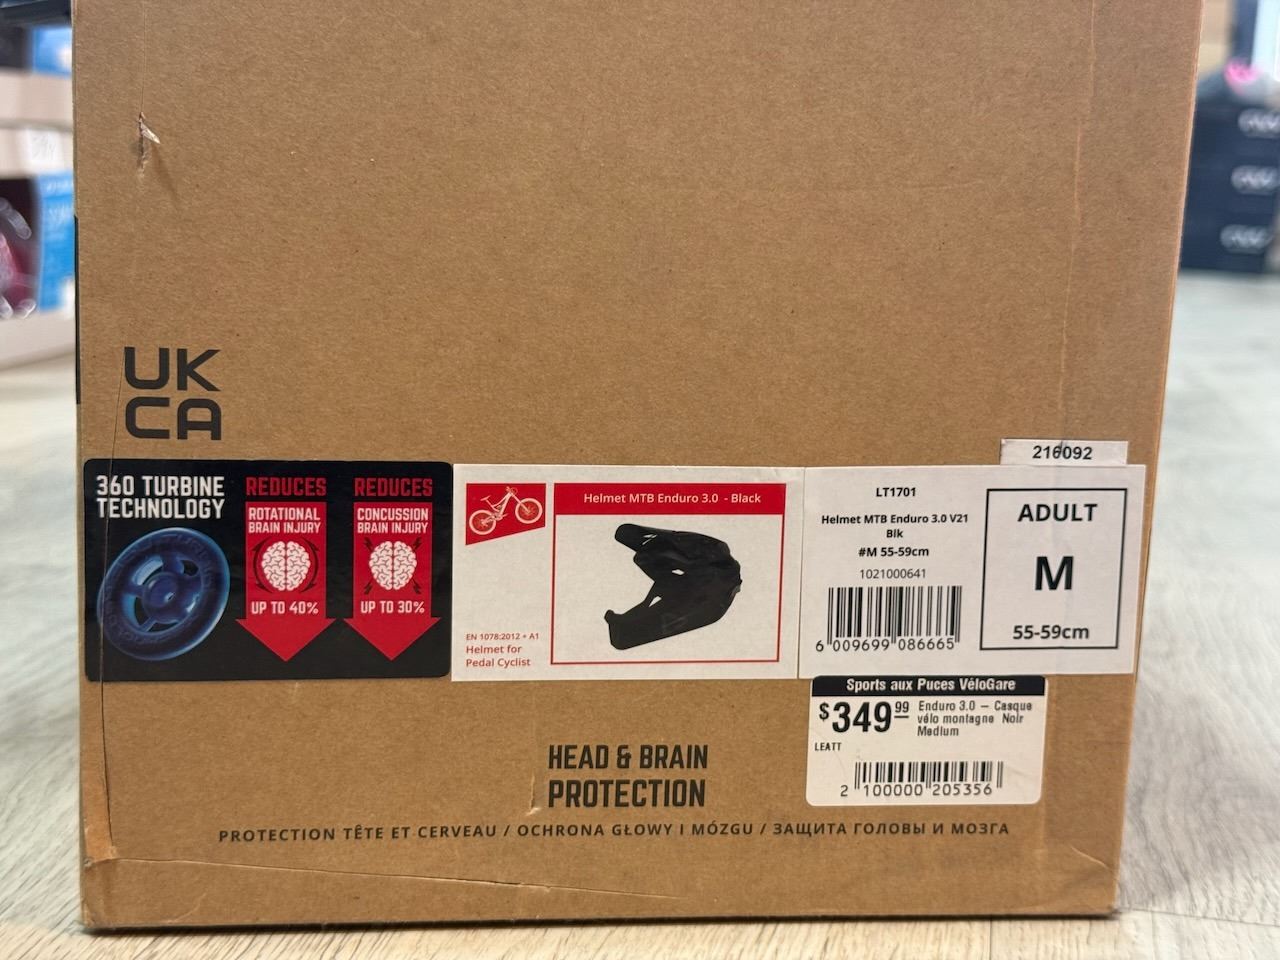 UK
CA
216092
360 TURBINE
TECHNOLOGY
REDUCES
ROTATIONAL
BRAIN INJURY
UP TO 40%
REDUCES
CONCUSSION
BRAIN INJURY
UP TO 30%
Helmet MTB Enduro 3.0 - Black
EN 1078:2012 + A1
Helmet for
Pedal Cyclist
LT1701
Helmet MTB Enduro 3.0 V21
Blk
#M 55-59cm
1021000641
6 009699 086665
ADULT
M
55-59cm
Sports aux Puces VéloGare
$349.99
Enduro 3.0 – Casque
vélo montagne Noir
Medium
LEATT
2 100000 205356
HEAD & BRAIN
PROTECTION
PROTECTION TÊTE ET CERVEAU / OCHRONA GŁOWY I MÓZGU / ЗАЩИТА ГОЛОВЫ И МОЗГА